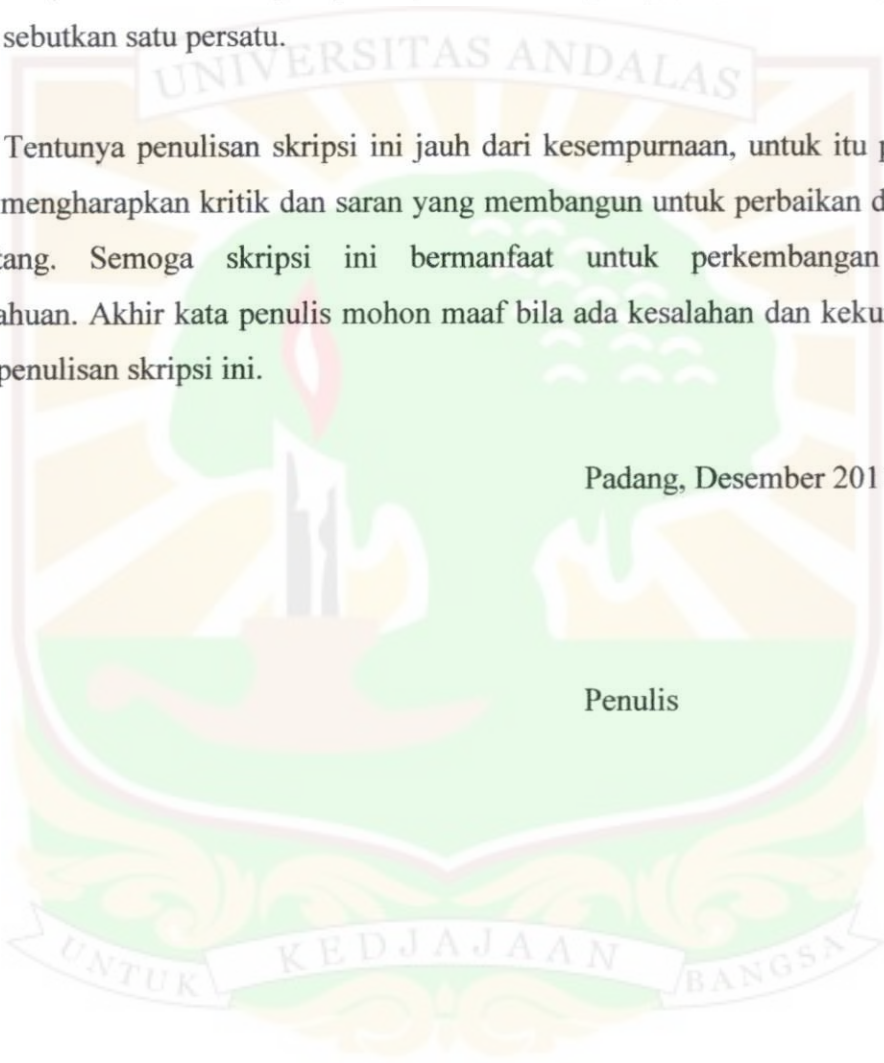 sebutkan satu persatu.
UNIVERSITAS ANDALAS
Tentunya penulisan skripsi ini jauh dari kesempurnaan, untuk itu p
mengharapkan kritik dan saran yang membangun untuk perbaikan d
tang. Semoga skripsi ini bermanfaat untuk perkembangan
ahuan. Akhir kata penulis mohon maaf bila ada kesalahan dan keku
penulisan skripsi ini.
Padang, Desember 201
Penulis
UNTUK KEDJAJAAN BANGSA